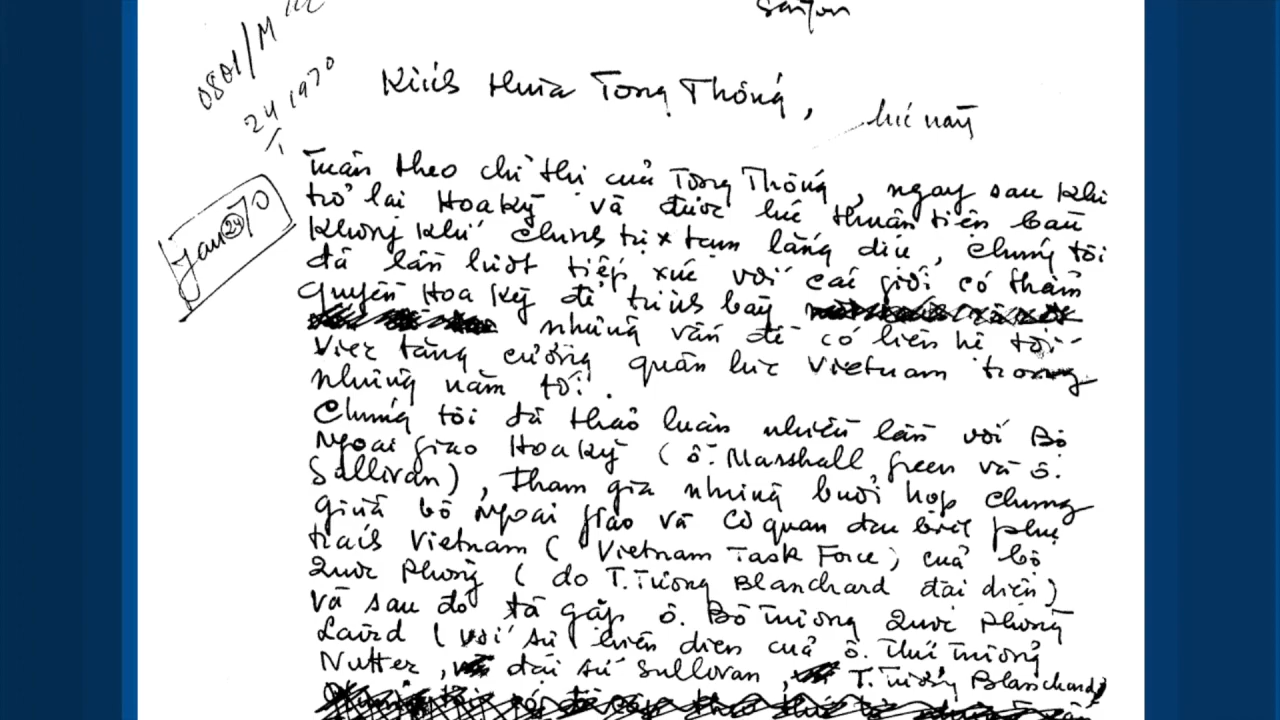 Saigon
0801/M
24/1 1970
Jan 24 70
Kính thưa Tổng Thống,
lúc này
Tuân theo chỉ thị của Tổng Thống, ngay sau khi
trở lại Hoa Kỳ và được lúc thuận tiện bầu
không khí chính trị tạm lắng dịu, chúng tôi
đã lần lượt tiếp xúc với các giới có thẩm
quyền Hoa Kỳ để trình bày
những vấn đề có liên hệ tới
việc tăng cường quân lực Vietnam trong
những năm tới.
Chúng tôi đã thảo luận nhiều lần với Bộ
Ngoại giao Hoa Kỳ (ô. Marshall Green và ô.
Sullivan), tham gia những buổi họp chung
giữa bộ Ngoại giao và Cơ quan đặc biệt phụ
trách Vietnam (Vietnam Task Force) của bộ
Quốc Phòng (do T. Tướng Blanchard đại diện)
và sau đó đã gặp ô. Bộ trưởng Quốc Phòng
Laird (với sự hiện diện của ô. Thứ trưởng
Nutter, đại sứ Sullivan, T. Tướng Blanchard)